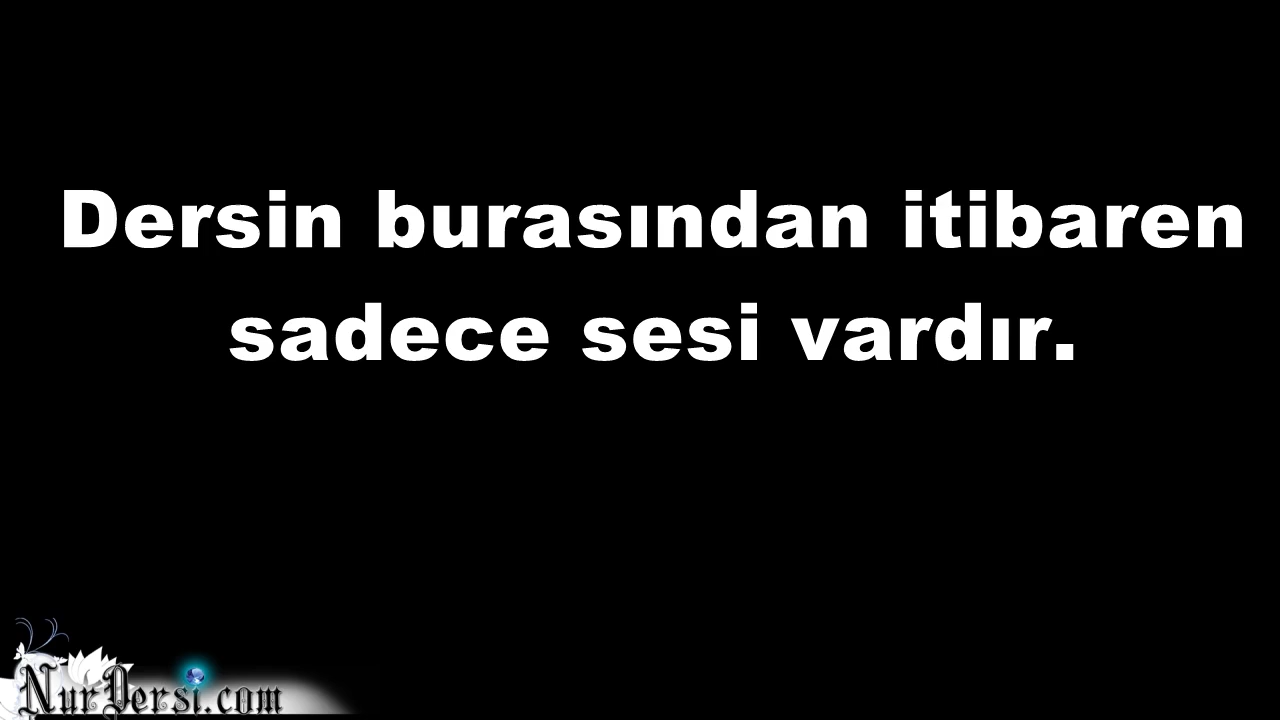 Dersin burasından itibaren
sadece sesi vardır.
NurDersi.com